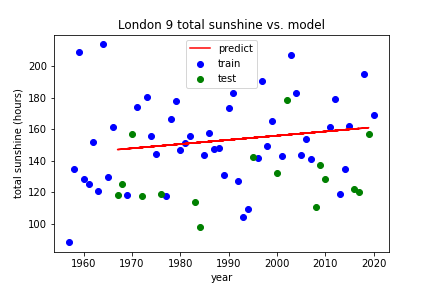 London 9 total sunshine vs. model
predict
train
test
total sunshine (hours)
200
180
160
140
120
100
1960
1970
1980
1990
2000
2010
2020
year